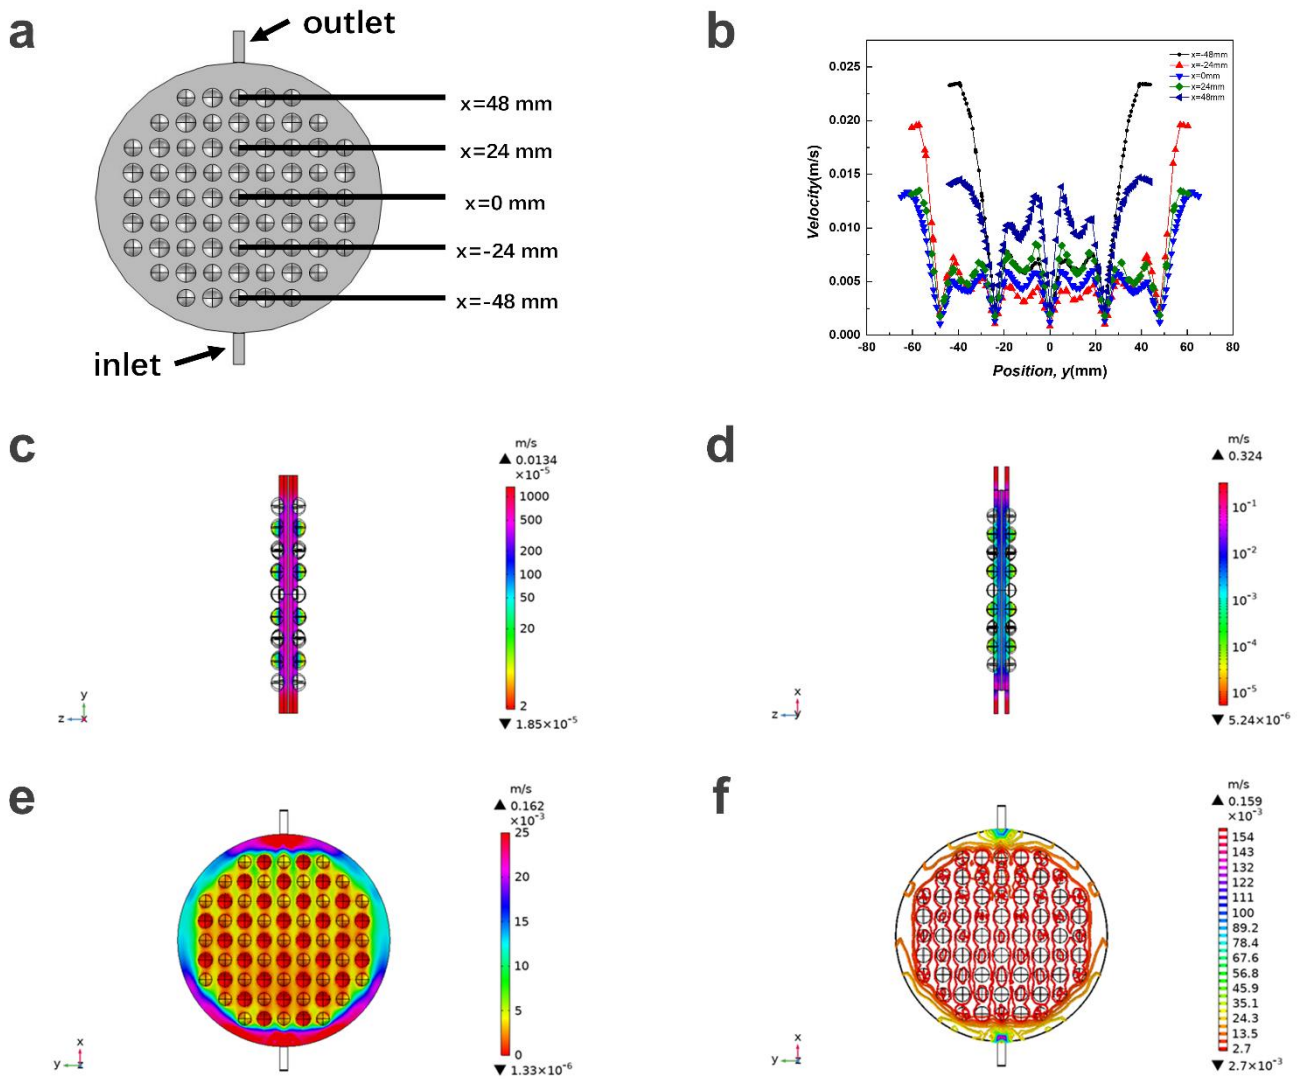 a
outlet
x=48 mm
x=24 mm
x=0 mm
x=-24 mm
x=-48 mm
inlet
b
x=-48mm
x=-24mm
x=0mm
x=24mm
x=48mm
Velocity(m/s)
0.025
0.020
0.015
0.010
0.005
0.000
-80 -60 -40 -20 0 20 40 60 80
Position, y(mm)
c
m/s
▲ 0.0134
×10⁻⁵
1000
500
200
100
50
20
2
▼ 1.85×10⁻⁵
y
z x
d
m/s
▲ 0.324
10⁻¹
10⁻²
10⁻³
10⁻⁴
10⁻⁵
▼ 5.24×10⁻⁶
x
z y
e
m/s
▲ 0.162
×10⁻³
25
20
15
10
5
0
▼ 1.33×10⁻⁶
x
y z
f
m/s
▲ 0.159
×10⁻³
154
143
132
122
111
100
89.2
78.4
67.6
56.8
45.9
35.1
24.3
13.5
2.7
▼ 2.7×10⁻³
x
y z